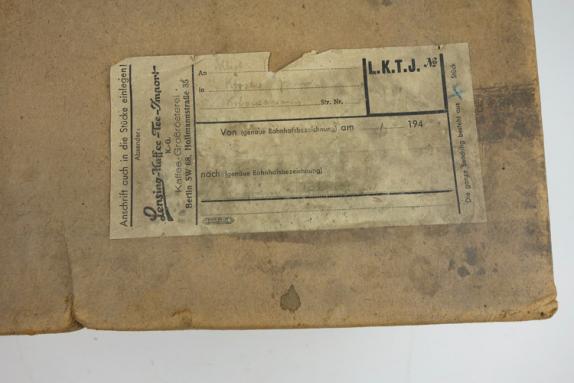 Anschrift auch in die Stücke einlegen!
Absender:
Lensing-Kaffee-Tee-Import-
K.G.
Kaffee-Großrösterei
Berlin SW 68, Hollmannstraße 35
An
in
Str. Nr.
L.K.T.J.
Von (genaue Bahnhofsbezeichnung) am 194
nach (genaue Bahnhofsbezeichnung)
Die ganze Sendung besteht aus Stück